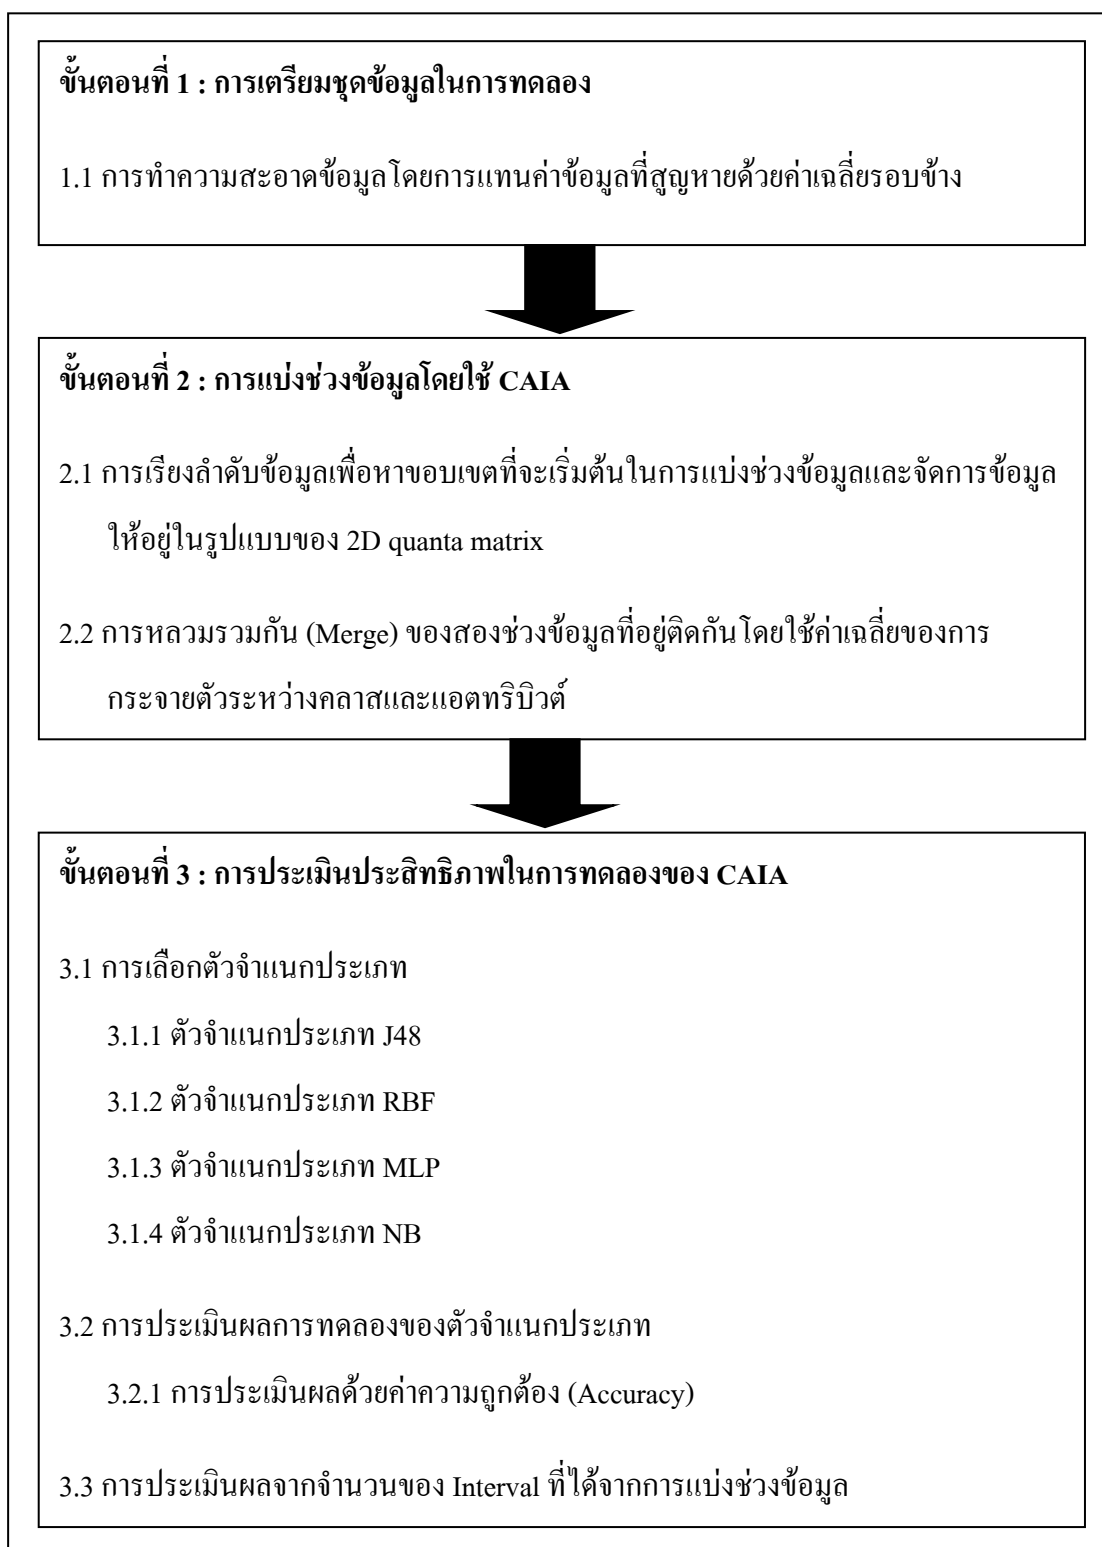 ขั้นตอนที่ 1 : การเตรียมชุดข้อมูลในการทดลอง
1.1 การทำความสะอาดข้อมูลโดยการแทนค่าข้อมูลที่สูญหายด้วยค่าเฉลี่ยรอบข้าง
ขั้นตอนที่ 2 : การแบ่งช่วงข้อมูลโดยใช้ CAIA
2.1 การเรียงลำดับข้อมูลเพื่อหาขอบเขตที่จะเริ่มต้นในการแบ่งช่วงข้อมูลและจัดการข้อมูล
ให้อยู่ในรูปแบบของ 2D quanta matrix
2.2 การหลวมรวมกัน (Merge) ของสองช่วงข้อมูลที่อยู่ติดกันโดยใช้ค่าเฉลี่ยของการ
กระจายตัวระหว่างคลาสและแอตทริบิวต์
ขั้นตอนที่ 3 : การประเมินประสิทธิภาพในการทดลองของ CAIA
3.1 การเลือกตัวจำแนกประเภท
3.1.1 ตัวจำแนกประเภท J48
3.1.2 ตัวจำแนกประเภท RBF
3.1.3 ตัวจำแนกประเภท MLP
3.1.4 ตัวจำแนกประเภท NB
3.2 การประเมินผลการทดลองของตัวจำแนกประเภท
3.2.1 การประเมินผลด้วยค่าความถูกต้อง (Accuracy)
3.3 การประเมินผลจากจำนวนของ Interval ที่ได้จากการแบ่งช่วงข้อมูล